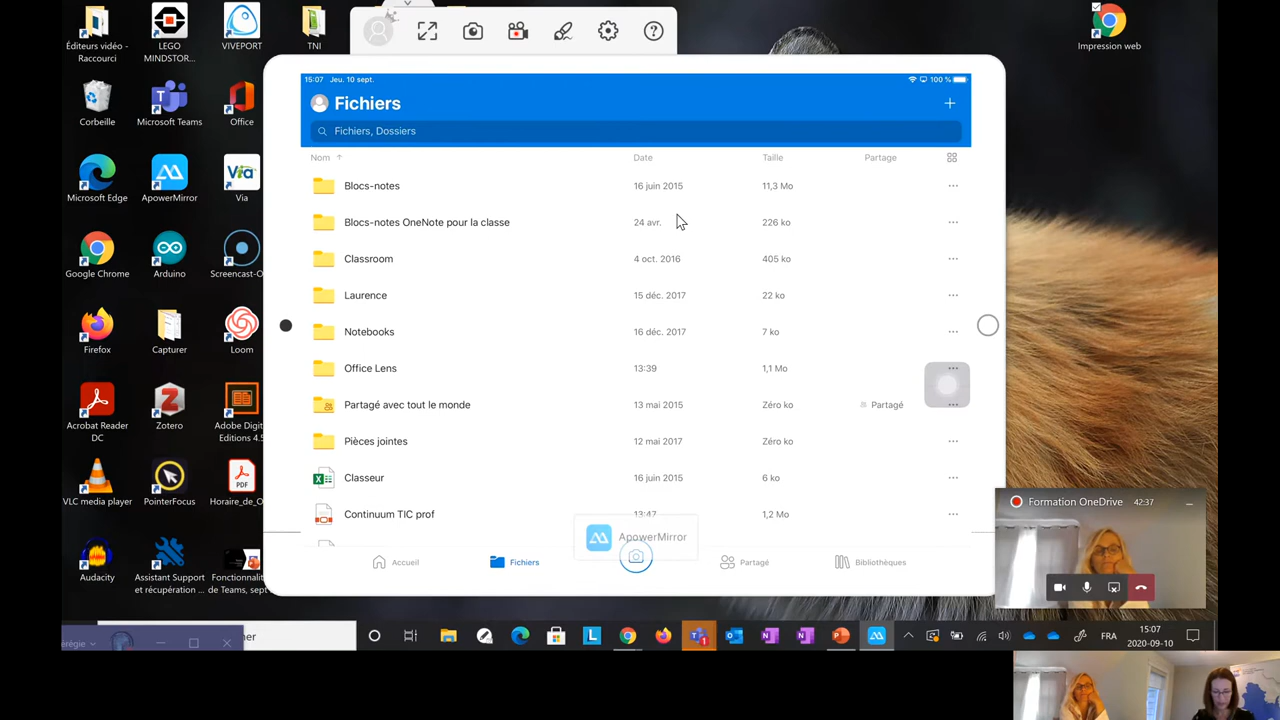 Éditeurs vidéo - Raccourci
LEGO MINDSTOR...
VIVEPORT
TNI
Impression web
Corbeille
Microsoft Teams
Office
Microsoft Edge
ApowerMirror
Via
Google Chrome
Arduino
Screencast-O
Firefox
Capturer
Loom
Acrobat Reader DC
Zotero
Adobe Digit
Editions 4.5
VLC media player
PointerFocus
Horaire_de_O
Audacity
Assistant Support et récupération ...
Fonctionnalit
de Teams, sept
15:07 Jeu. 10 sept.
100 %
Fichiers
Fichiers, Dossiers
Nom ↑ Date Taille Partage
Blocs-notes 16 juin 2015 11,3 Mo ...
Blocs-notes OneNote pour la classe 24 avr. 226 ko ...
Classroom 4 oct. 2016 405 ko ...
Laurence 15 déc. 2017 22 ko ...
Notebooks 16 déc. 2017 7 ko ...
Office Lens 13:39 1,1 Mo ...
Partagé avec tout le monde 13 mai 2015 Zéro ko Partagé ...
Pièces jointes 12 mai 2017 Zéro ko ...
Classeur 16 juin 2015 6 ko ...
Continuum TIC prof 13:47 1,2 Mo ...
ApowerMirror
Accueil Fichiers Partagé Bibliothèques
Formation OneDrive 42:37
FRA
15:07
2020-09-10